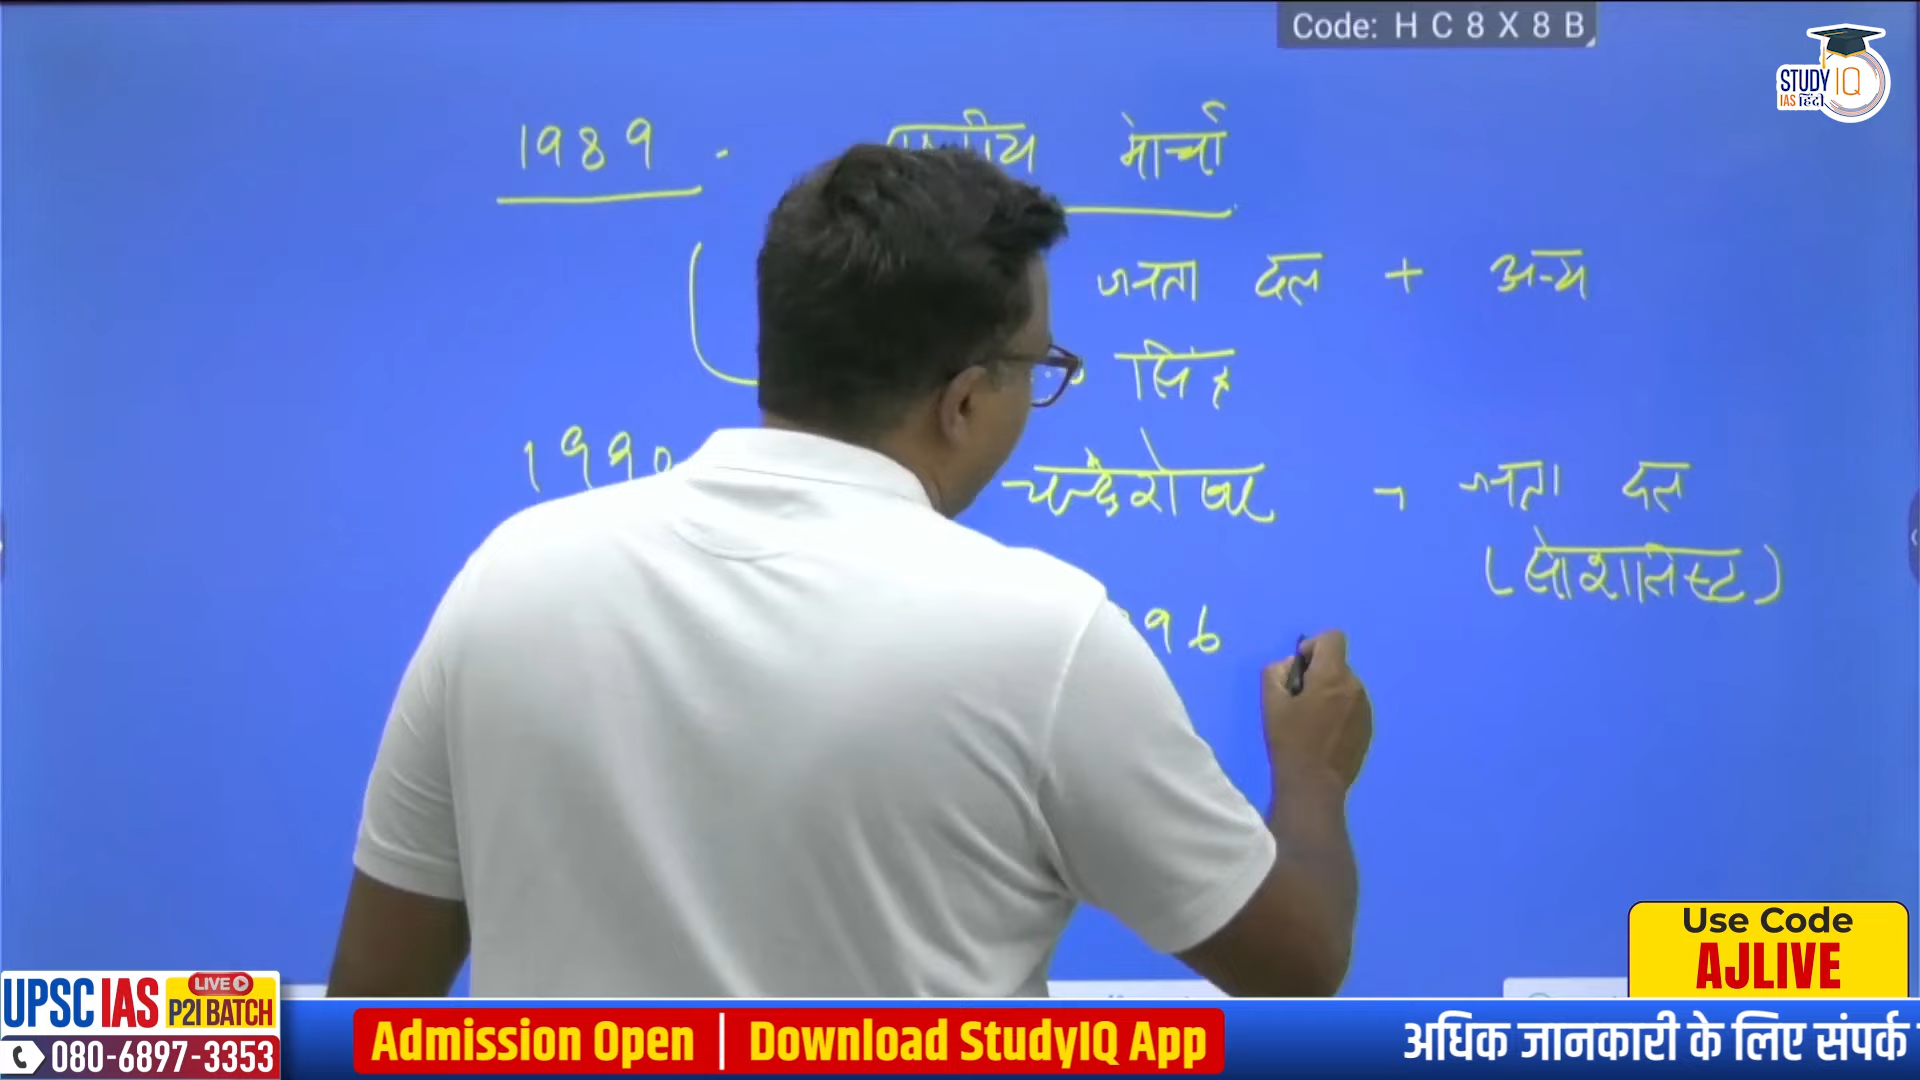 Code: H C 8 X 8 B
STUDY IQ
IAS हिंदी
1989 - मोर्चा
जनता दल + अन्य
सिंह
1990 चन्द्रशेखर - जनता दल
(सोशलिस्ट)
96
Use Code
AJLIVE
UPSC IAS LIVE P2I BATCH
080-6897-3353
Admission Open | Download StudyIQ App
अधिक जानकारी के लिए संपर्क